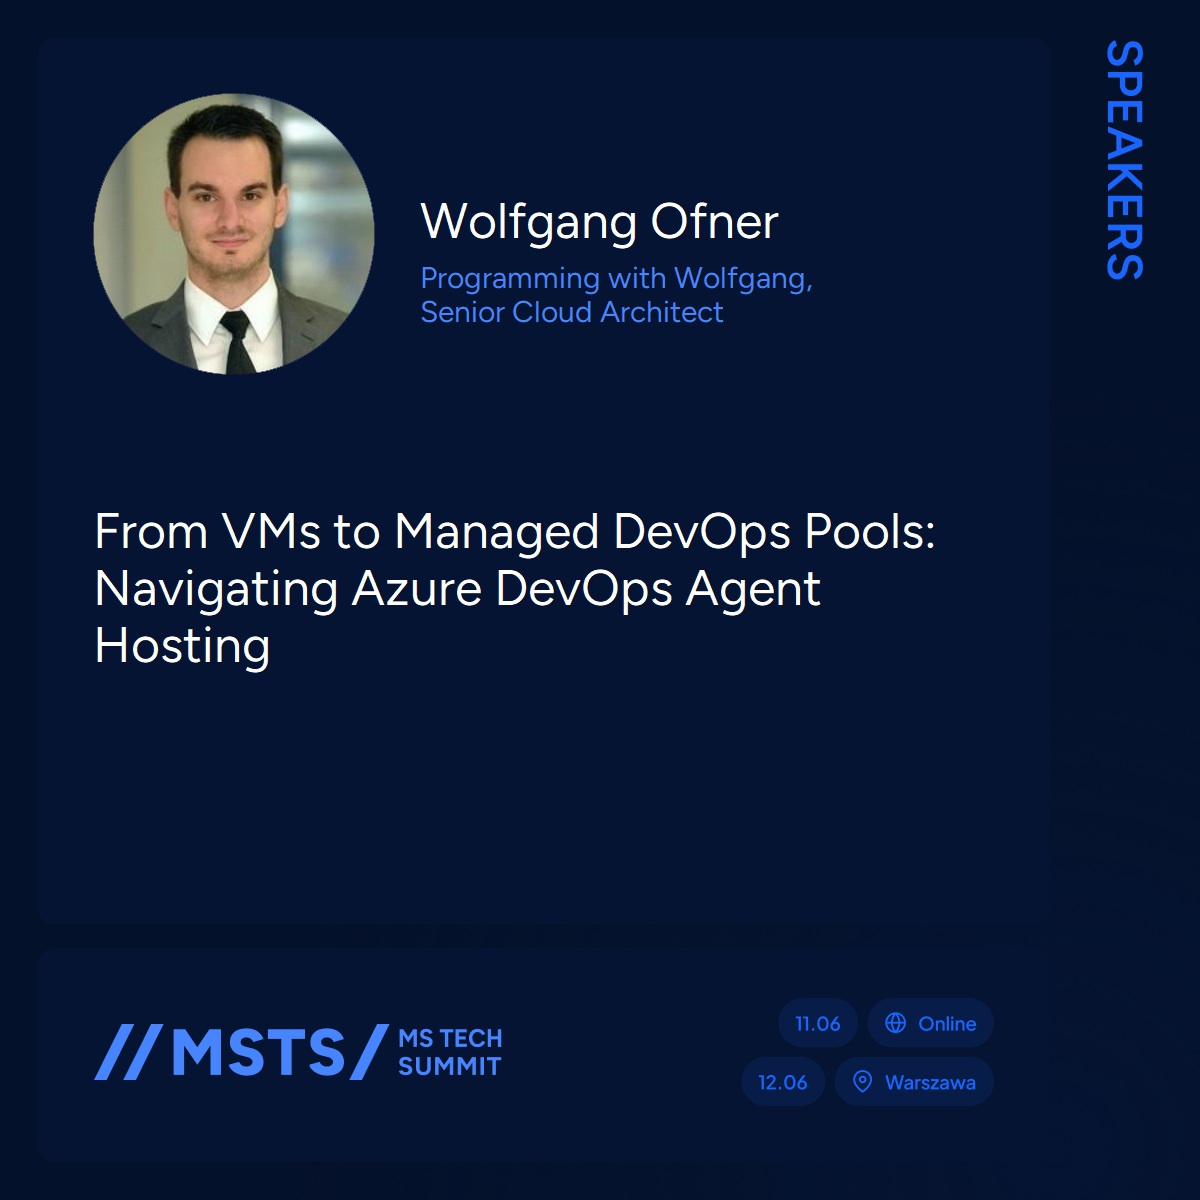 SPEAKERS
Wolfgang Ofner
Programming with Wolfgang,
Senior Cloud Architect
From VMs to Managed DevOps Pools:
Navigating Azure DevOps Agent
Hosting
//MSTS/ MS TECH
SUMMIT
11.06 Online
12.06 Warszawa